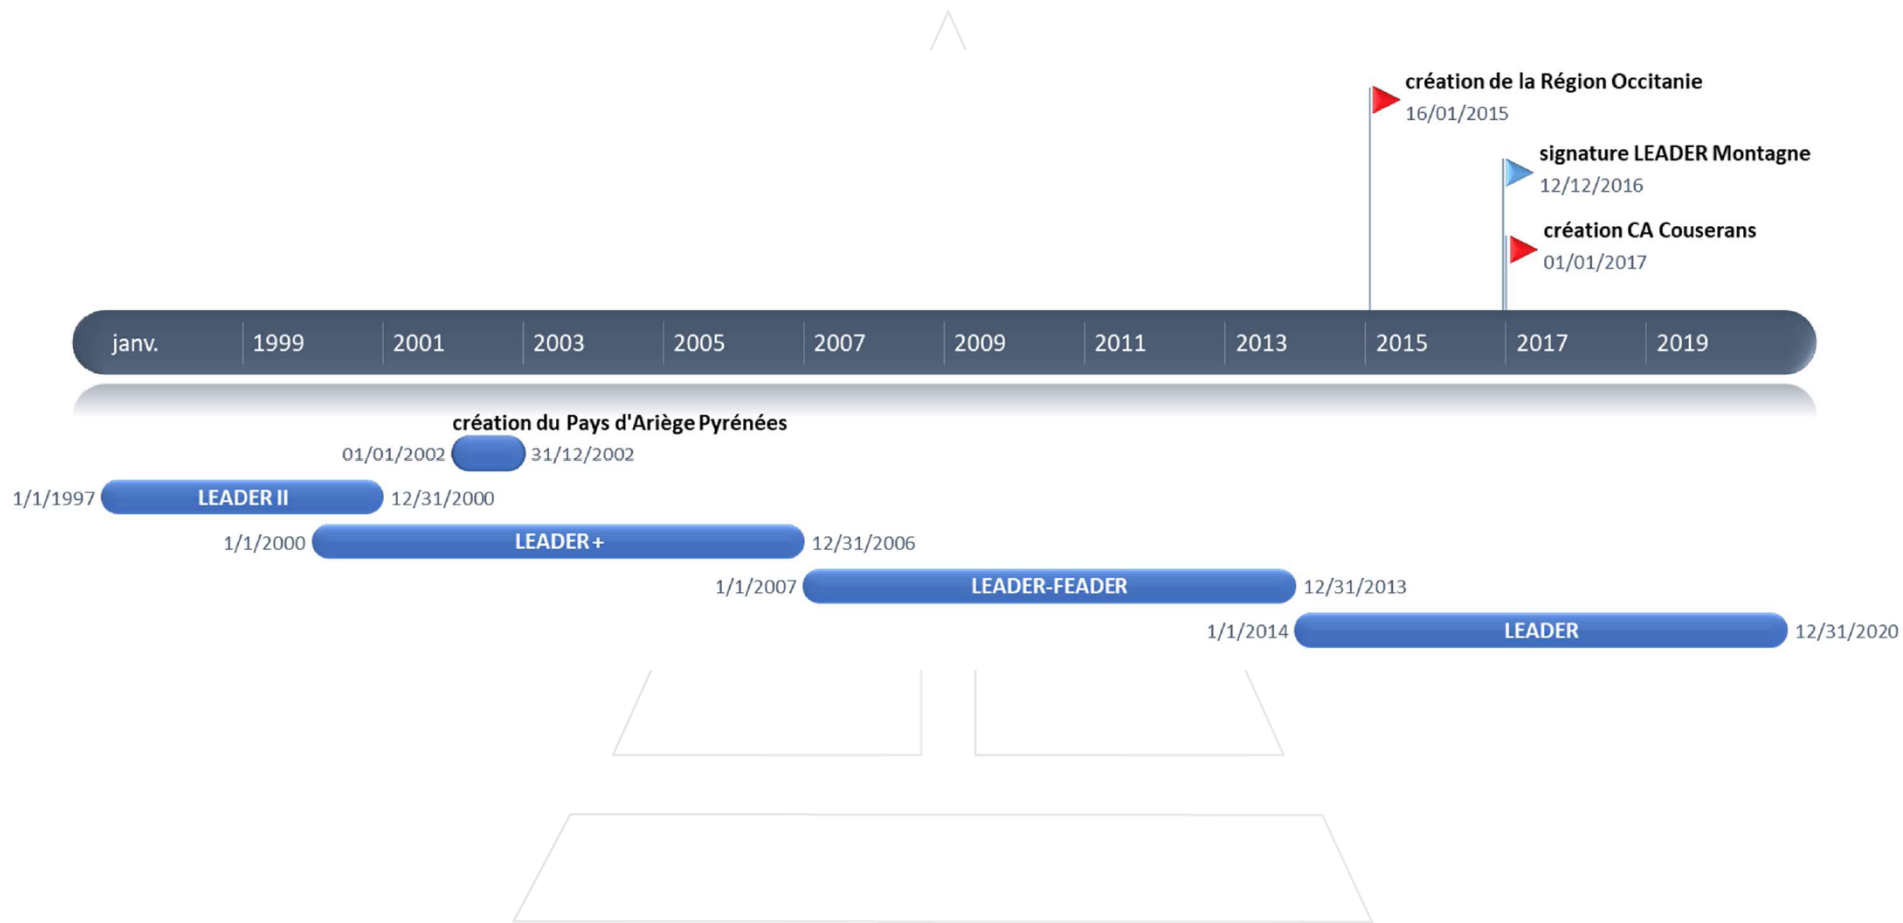 création de la Région Occitanie
16/01/2015
signature LEADER Montagne
12/12/2016
création CA Couserans
01/01/2017
janv. 1999 2001 2003 2005 2007 2009 2011 2013 2015 2017 2019
création du Pays d'Ariège Pyrénées
01/01/2002 31/12/2002
1/1/1997 LEADER II 12/31/2000
1/1/2000 LEADER+ 12/31/2006
1/1/2007 LEADER-FEADER 12/31/2013
1/1/2014 LEADER 12/31/2020